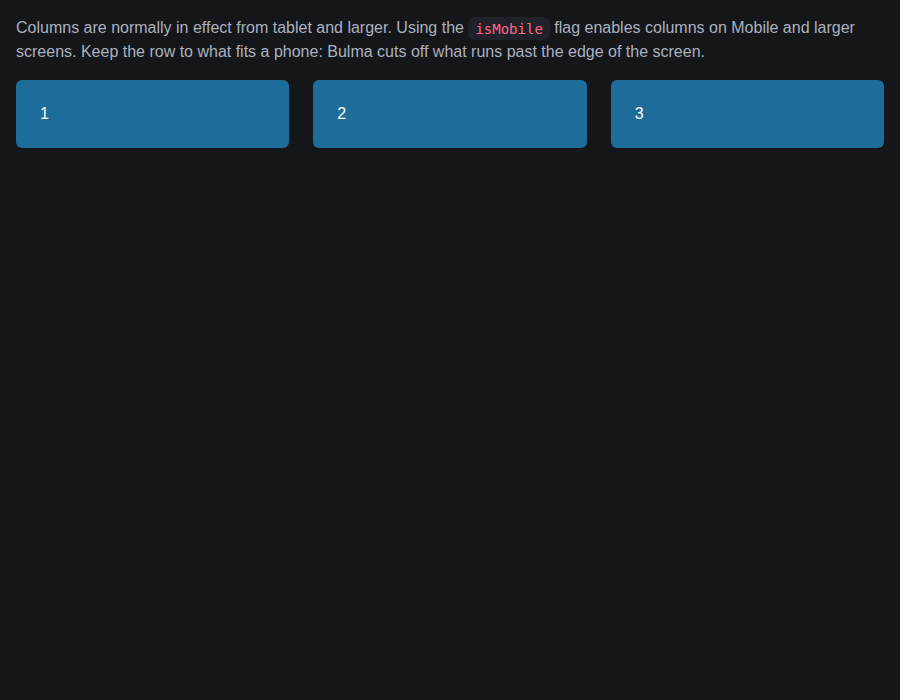 Columns are normally in effect from tablet and larger. Using the isMobile flag enables columns on Mobile and larger
screens. Keep the row to what fits a phone: Bulma cuts off what runs past the edge of the screen.
1 2 3